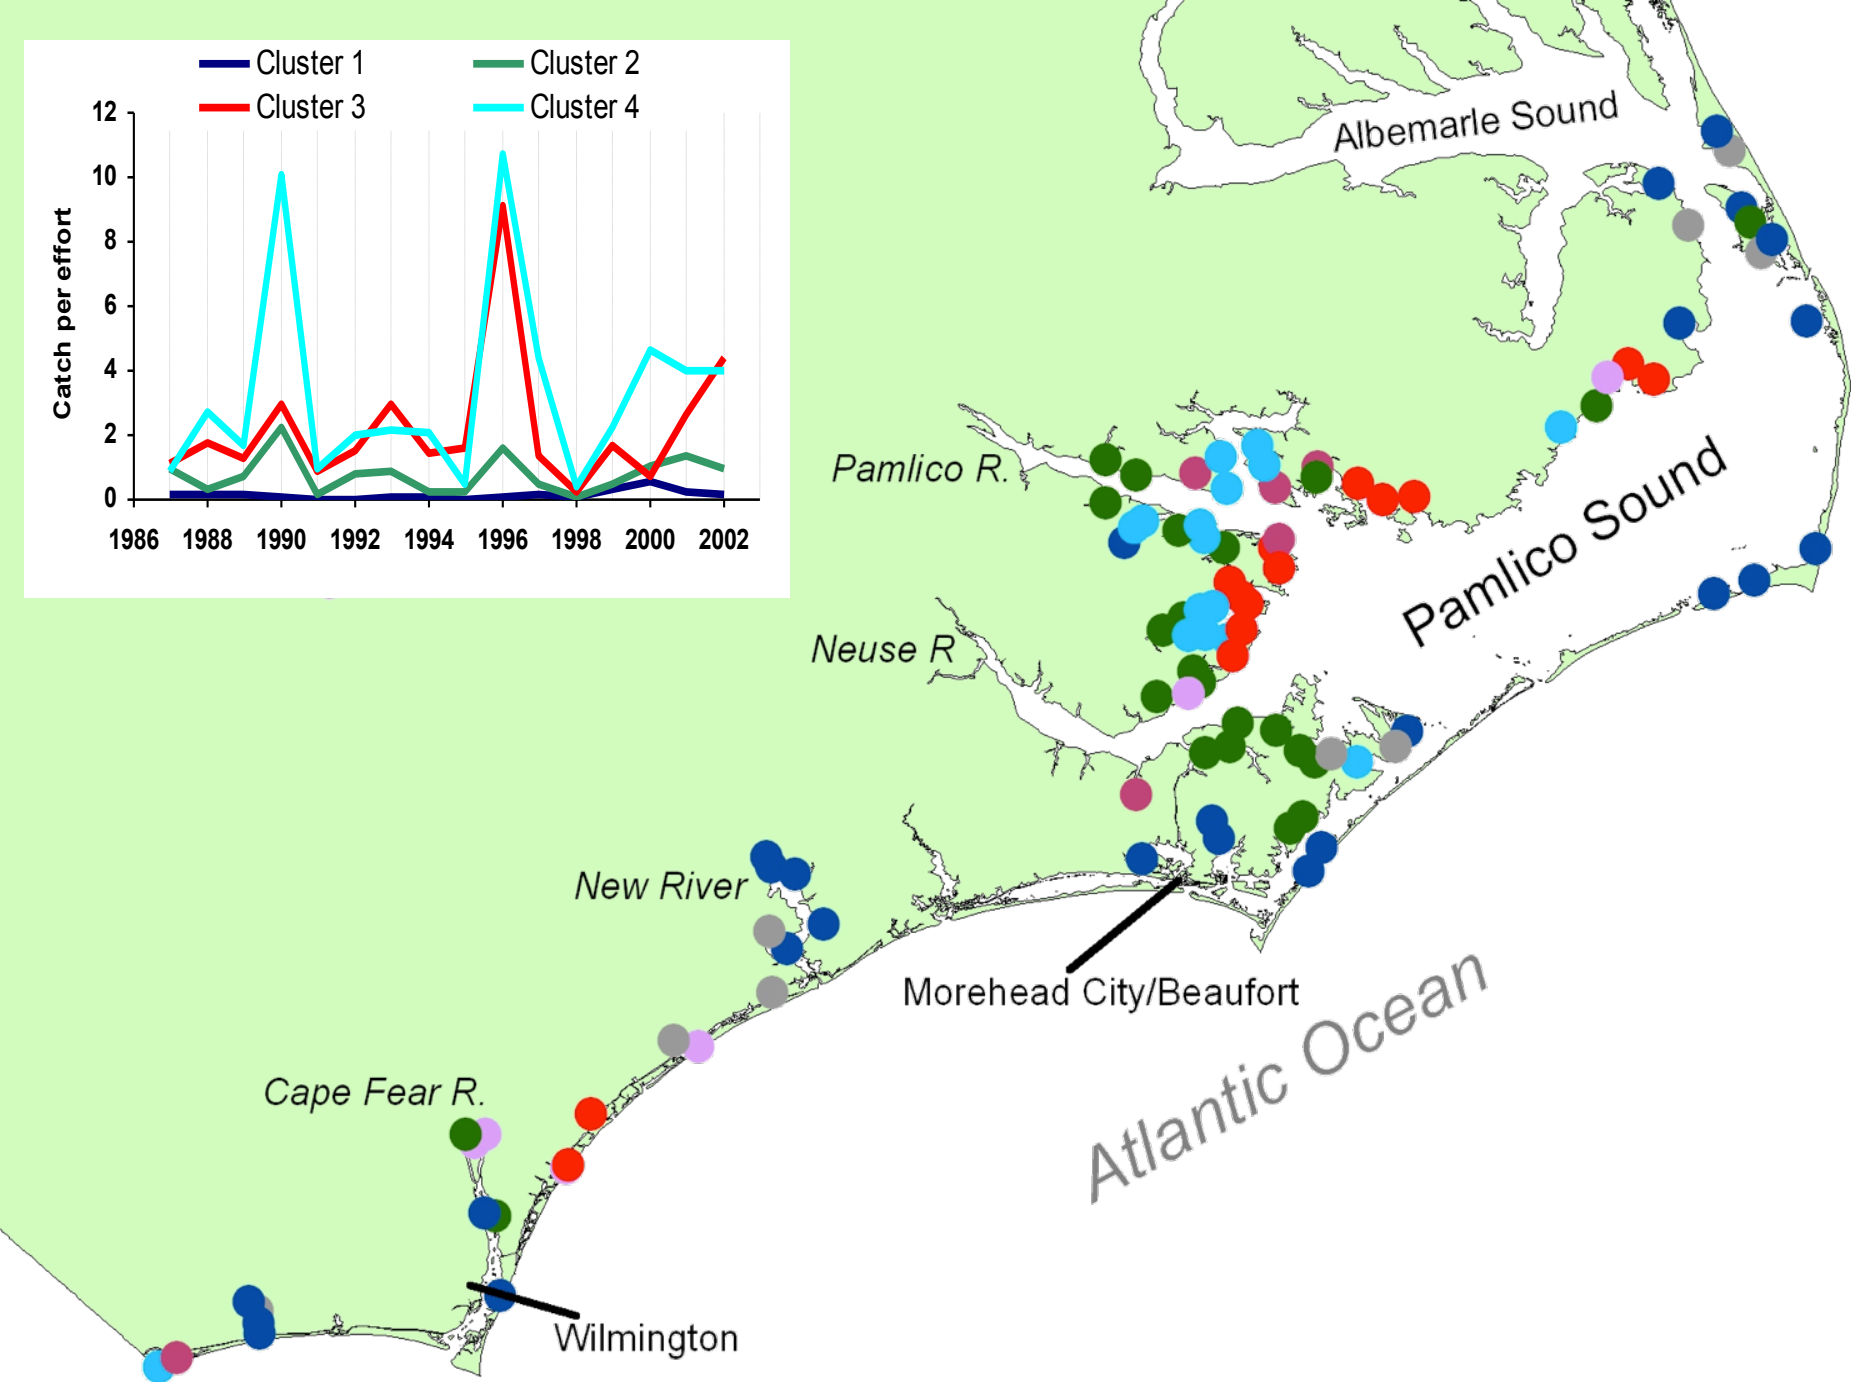 Cluster 1
Cluster 2
Cluster 3
Cluster 4
Catch per effort
12
10
8
6
4
2
0
1986 1988 1990 1992 1994 1996 1998 2000 2002
Albemarle Sound
Pamlico R.
Pamlico Sound
Neuse R
New River
Morehead City/Beaufort
Atlantic Ocean
Cape Fear R.
Wilmington